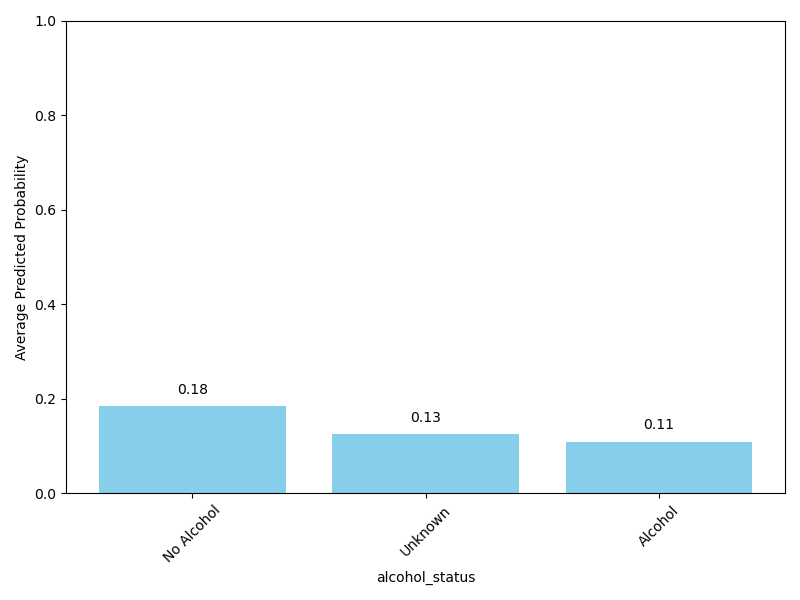 1.0
0.8
0.6
0.4
0.2
0.0
Average Predicted Probability
0.18
0.13
0.11
No Alcohol
Unknown
Alcohol
alcohol_status